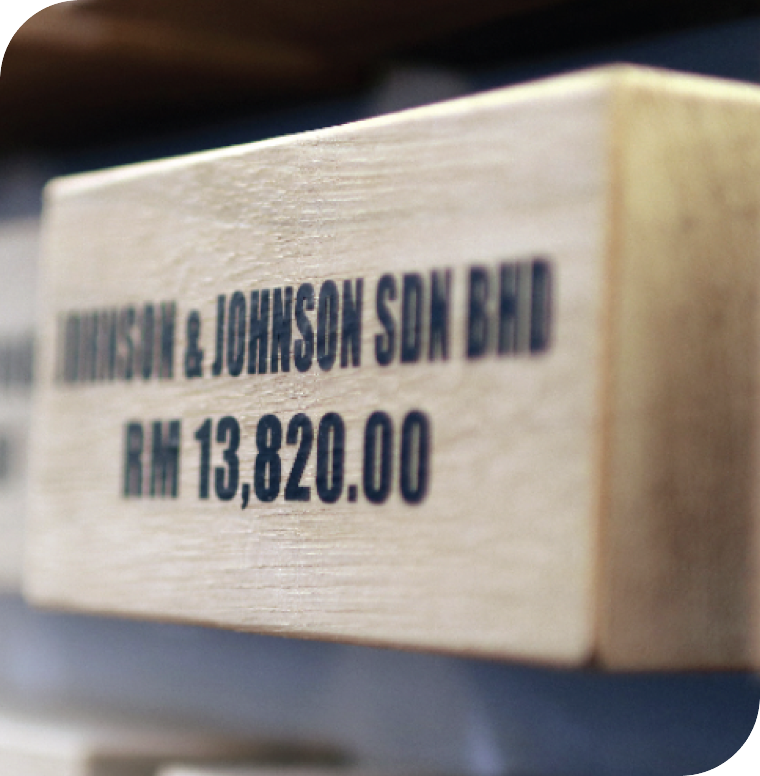 JOHNSON & JOHNSON SDN BHD
RM 13,820.00